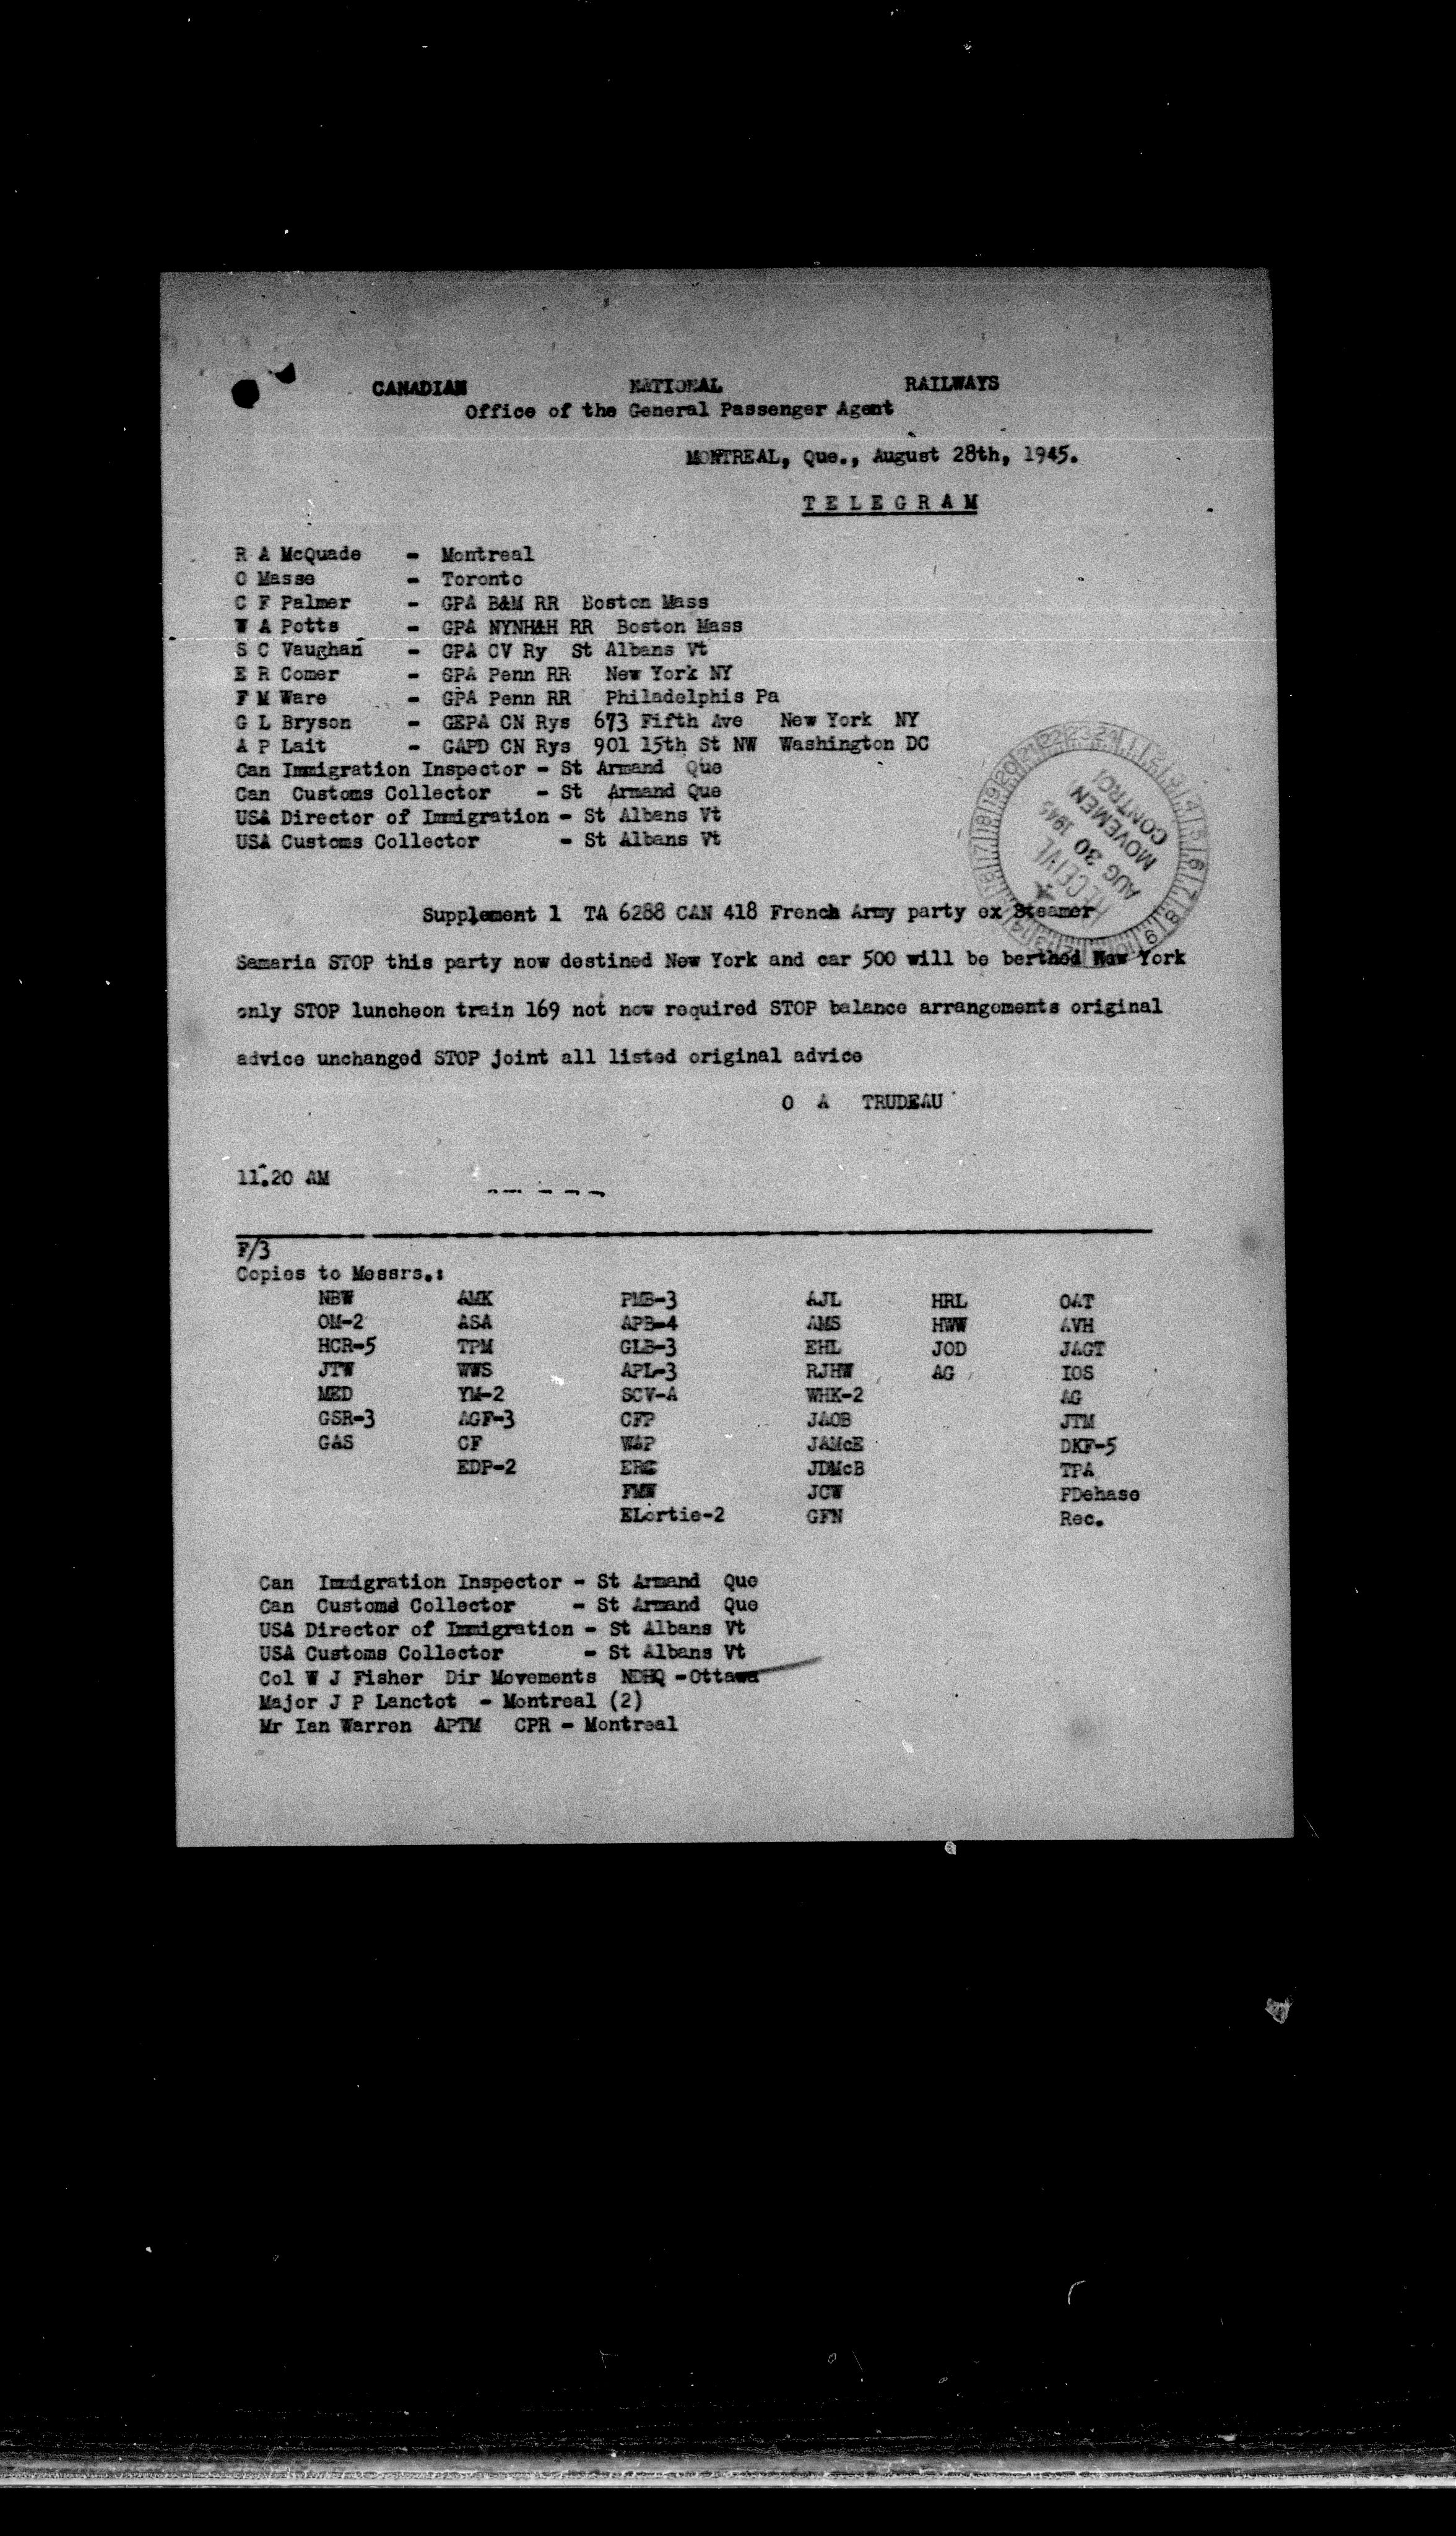 CANADIAN NATIONAL RAILWAYS
Office of the General Passenger Agent
MONTREAL, Que., August 28th, 1945.
TELEGRAM
R A McQuade - Montreal
O Masse - Toronto
C F Palmer - GPA B&M RR Boston Mass
W A Potts - GPA NYNH&H RR Boston Mass
S C Vaughan - GPA CV Ry St Albans Vt
E R Comer - GPA Penn RR New York NY
F M Ware - GPA Penn RR Philadelphis Pa
G L Bryson - GEPA CN Rys 673 Fifth Ave New York NY
A P Lait - GAPD CN Rys 901 15th St NW Washington DC
Can Immigration Inspector - St Armand Que
Can Customs Collector - St Armand Que
USA Director of Immigration - St Albans Vt
USA Customs Collector - St Albans Vt
AUG 30 1945
Supplement 1 TA 6288 CAN 418 French Army party ex Steamer
Samaria STOP this party now destined New York and car 500 will be berthed New York
only STOP luncheon train 169 not now required STOP balance arrangements original
advice unchanged STOP joint all listed original advice
O A TRUDEAU
11.20 AM
F/3
Copies to Messrs.:
NBW AMK PMB-3 AJL HRL OAT
OM-2 ASA APB-4 AMS HWW AVH
HCR-5 TPM GLB-3 EHL JOD JAGT
JTW WWS APL-3 RJHW AG IOS
MED YM-2 SCV-A WHK-2 AG
GSR-3 AGF-3 CFP JAOB JTM
GAS CF WAP JAMcE DKF-5
EDP-2 ERC JDMcB TPA
FMW JCW PDehase
ELortie-2 GFN Rec.
Can Immigration Inspector - St Armand Que
Can Customd Collector - St Armand Que
USA Director of Immigration - St Albans Vt
USA Customs Collector - St Albans Vt
Col W J Fisher Dir Movements NDHQ - Ottawa
Major J P Lanctot - Montreal (2)
Mr Ian Warren APTM CPR - Montreal